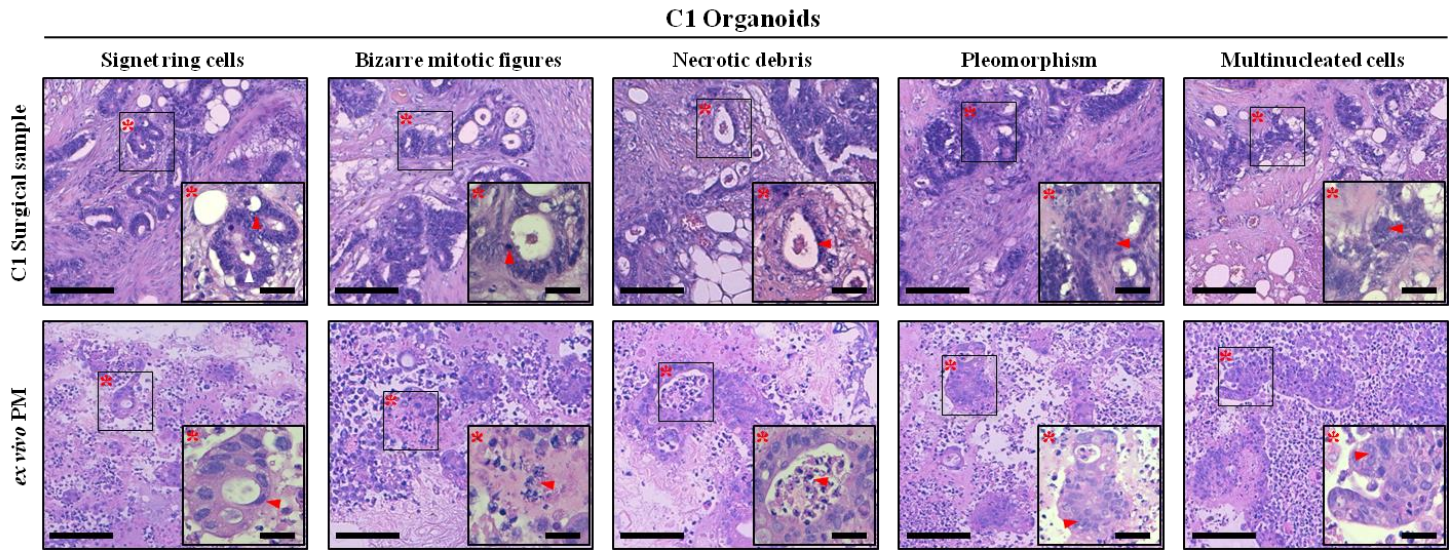 C1 Organoids
Signet ring cells
Bizarre mitotic figures
Necrotic debris
Pleomorphism
Multinucleated cells
C1 Surgical sample
* * * * *
* * * * *
ex vivo PM
* * * * *
* * * * *